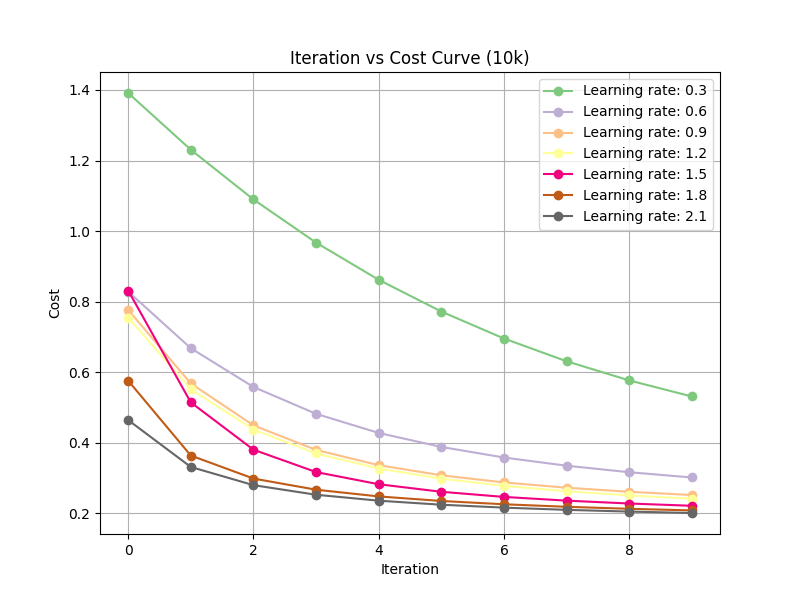 Iteration vs Cost Curve (10k)
Learning rate: 0.3
Learning rate: 0.6
Learning rate: 0.9
Learning rate: 1.2
Learning rate: 1.5
Learning rate: 1.8
Learning rate: 2.1
1.4
1.2
1.0
0.8
0.6
0.4
0.2
Cost
0 2 4 6 8
Iteration